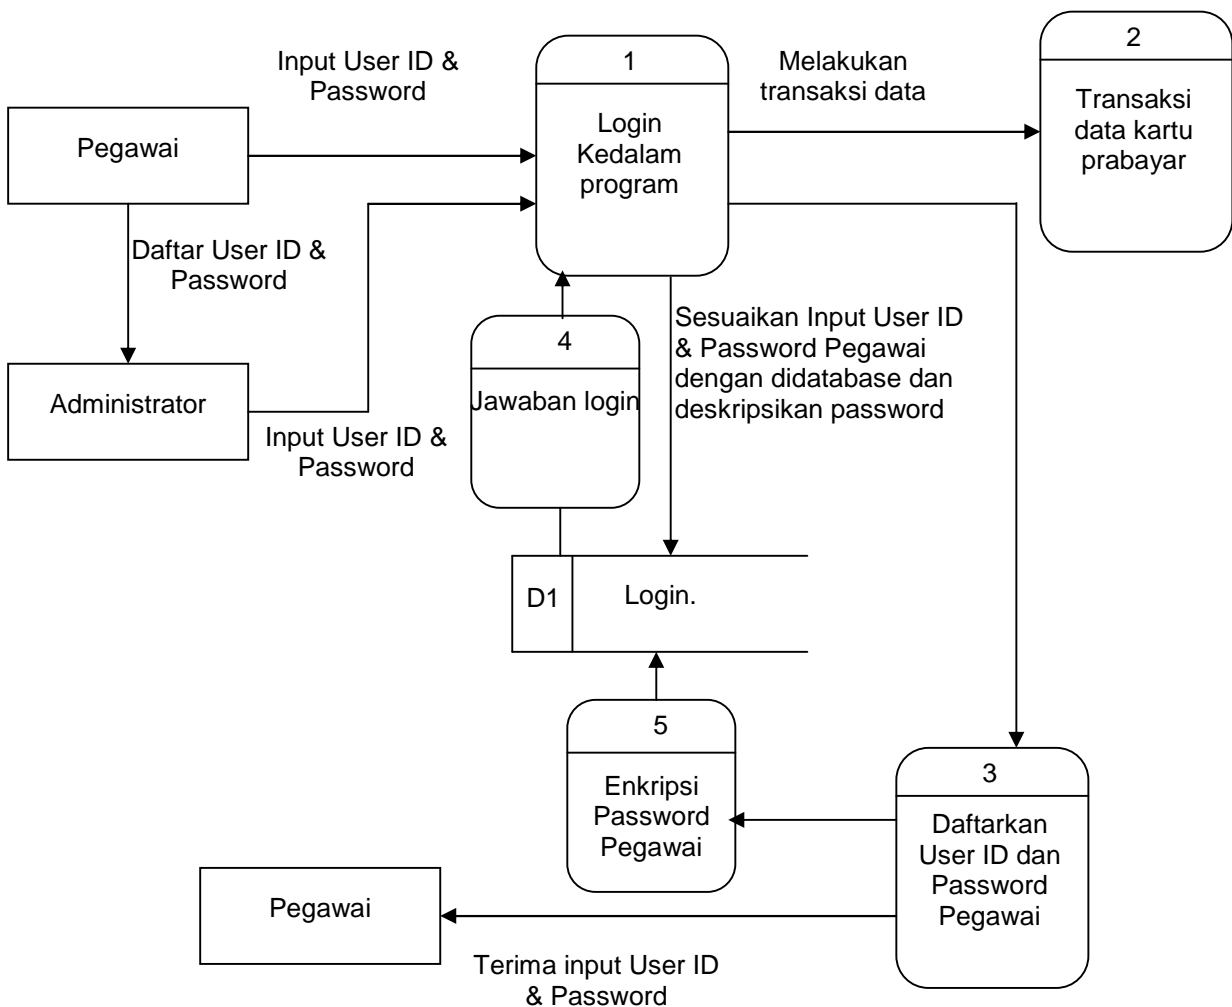 Input User ID &
Password
1
Login
Kedalam
program
Melakukan
transaksi data
2
Transaksi
data kartu
prabayar
Pegawai
Daftar User ID &
Password
Administrator
Input User ID &
Password
4
Jawaban login
Sesuaikan Input User ID
& Password Pegawai
dengan didatabase dan
deskripsikan password
D1
Login.
5
Enkripsi
Password
Pegawai
3
Daftarkan
User ID dan
Password
Pegawai
Pegawai
Terima input User ID
& Password